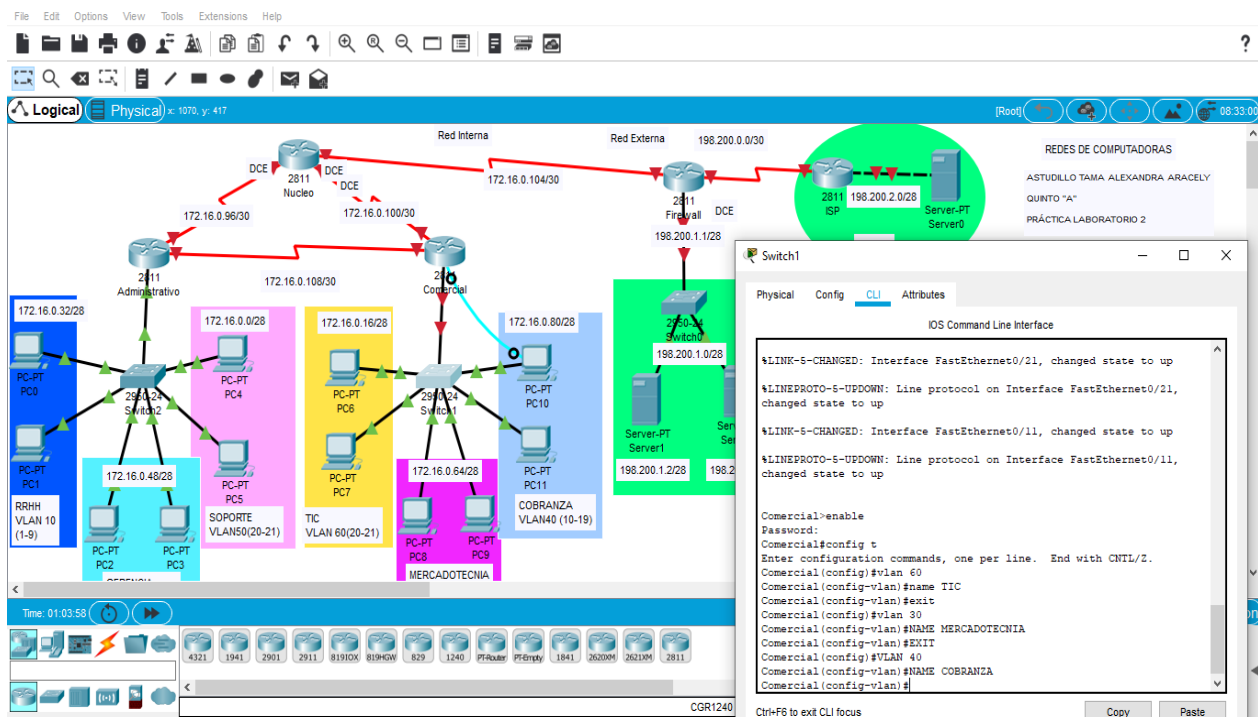 File Edit Options View Tools Extensions Help
?
Logical Physical x: 1070, y: 417 [Root] 08:33:00
Red Interna
Red Externa
198.200.0.0/30
REDES DE COMPUTADORAS
ASTUDILLO TAMA ALEXANDRA ARACELY
QUINTO "A"
PRÁCTICA LABORATORIO 2
DCE
DCE
DCE
2811
Nucleo
172.16.0.104/30
2811
Firewall
DCE
2811
ISP
198.200.2.0/28
Server-PT
Server0
172.16.0.96/30
172.16.0.100/30
198.200.1.1/28
2811
Administrativo
172.16.0.108/30
Comercial
172.16.0.32/28
172.16.0.0/28
172.16.0.16/28
172.16.0.80/28
2950-24
Switch0
198.200.1.0/28
PC-PT
PC0
2950-24
Switch2
PC-PT
PC4
PC-PT
PC6
2950-24
Switch1
PC-PT
PC10
Server-PT
Server1
198.200.1.2/28
198.2
PC-PT
PC1
172.16.0.48/28
PC-PT
PC5
PC-PT
PC7
172.16.0.64/28
PC-PT
PC11
RRHH
VLAN 10
(1-9)
SOPORTE
VLAN50(20-21)
TIC
VLAN 60(20-21)
COBRANZA
VLAN40 (10-19)
PC-PT
PC2
PC-PT
PC3
PC-PT
PC8
PC-PT
PC9
MERCADOTECNIA
Switch1
Physical Config CLI Attributes
IOS Command Line Interface
%LINK-5-CHANGED: Interface FastEthernet0/21, changed state to up
%LINEPROTO-5-UPDOWN: Line protocol on Interface FastEthernet0/21,
changed state to up
%LINK-5-CHANGED: Interface FastEthernet0/11, changed state to up
%LINEPROTO-5-UPDOWN: Line protocol on Interface FastEthernet0/11,
changed state to up
Comercial>enable
Password:
Comercial#config t
Enter configuration commands, one per line. End with CNTL/Z.
Comercial(config)#vlan 60
Comercial(config-vlan)#name TIC
Comercial(config-vlan)#exit
Comercial(config)#vlan 30
Comercial(config-vlan)#NAME MERCADOTECNIA
Comercial(config-vlan)#EXIT
Comercial(config)#VLAN 40
Comercial(config-vlan)#NAME COBRANZA
Comercial(config-vlan)#
Ctrl+F6 to exit CLI focus
Copy Paste
Time: 01:03:58
4321 1941 2901 2911 819IOX 819HGW 829 1240 PT-Router PT-Empty 1841 2620XM 2621XM 2811
CGR1240